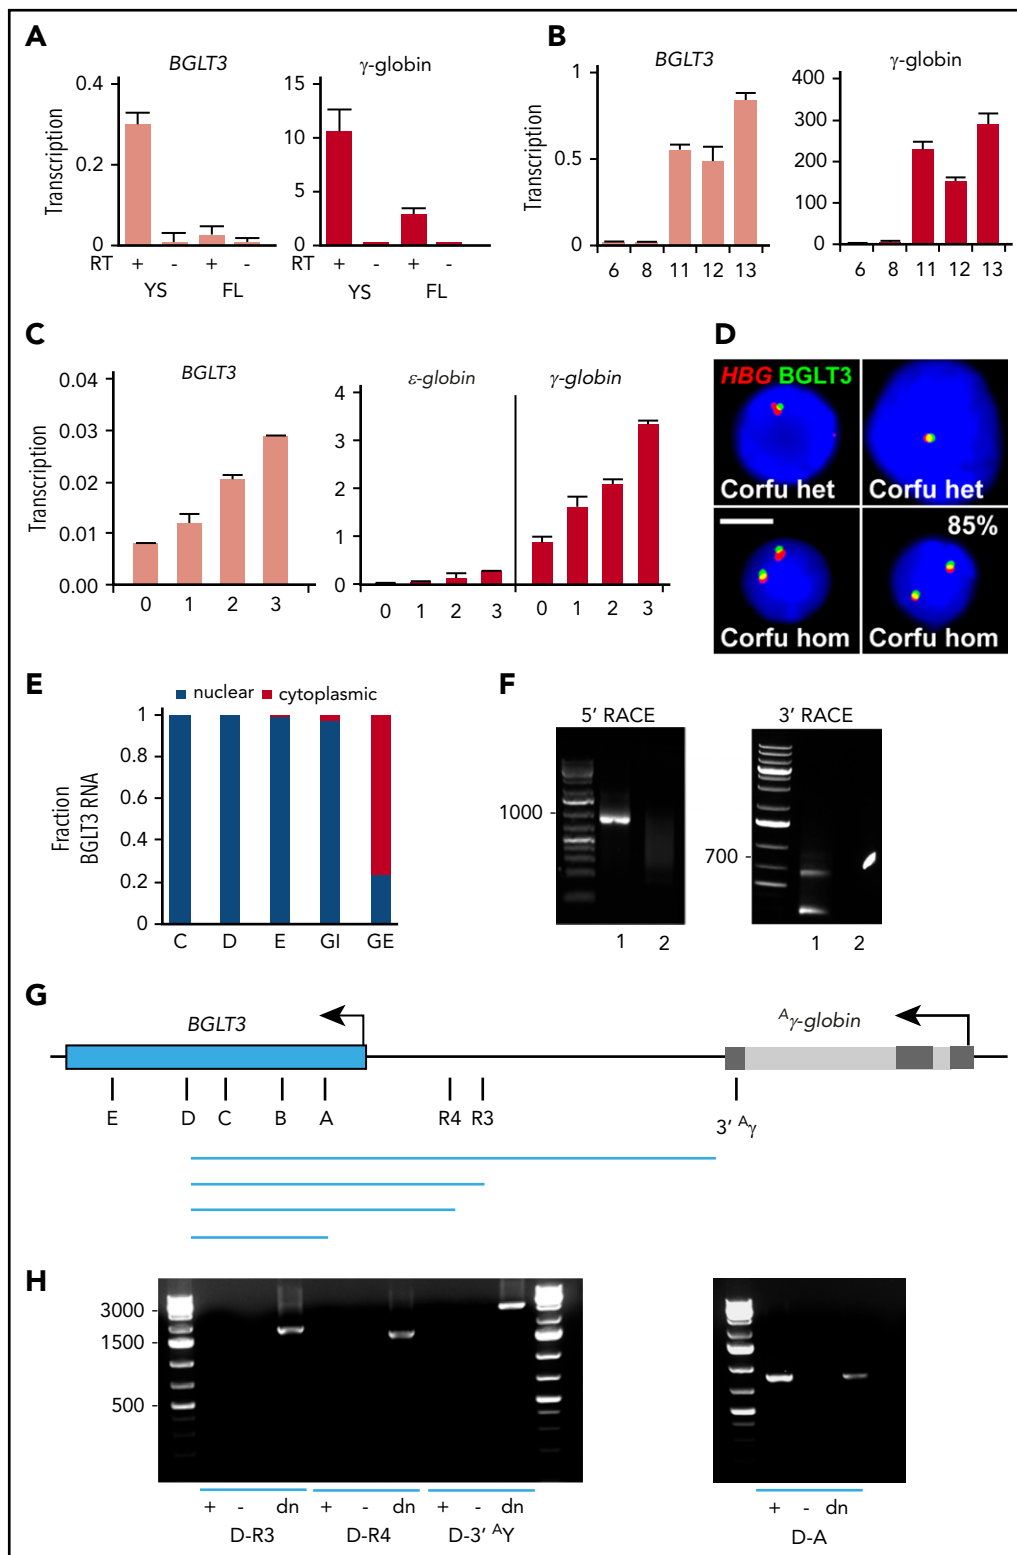 A
BGLT3
γ-globin
Transcription
0.4
0.2
0
15
10
5
0
RT + - + -
YS FL
+ - + -
YS FL
B
BGLT3
γ-globin
Transcription
1
0.5
0
6 8 11 12 13
400
300
200
100
0
6 8 11 12 13
C
BGLT3
ε-globin
γ-globin
Transcription
0.04
0.03
0.02
0.01
0.00
0 1 2 3
4
3
2
1
0
0 1 2 3 0 1 2 3
D
HBG BGLT3
Corfu het
Corfu het
85%
Corfu hom
Corfu hom
E
nuclear cytoplasmic
Fraction
BGLT3 RNA
1
0.8
0.6
0.4
0.2
0
C D E GI GE
F
5′ RACE
3′ RACE
1000 -
700 -
1 2
1 2
G
BGLT3
Aγ-globin
E D C B A R4 R3
3′ Aγ
H
3000 -
1500 -
500 -
+ - dn + - dn + - dn
D-R3 D-R4 D-3′ AY
+ - dn
D-A